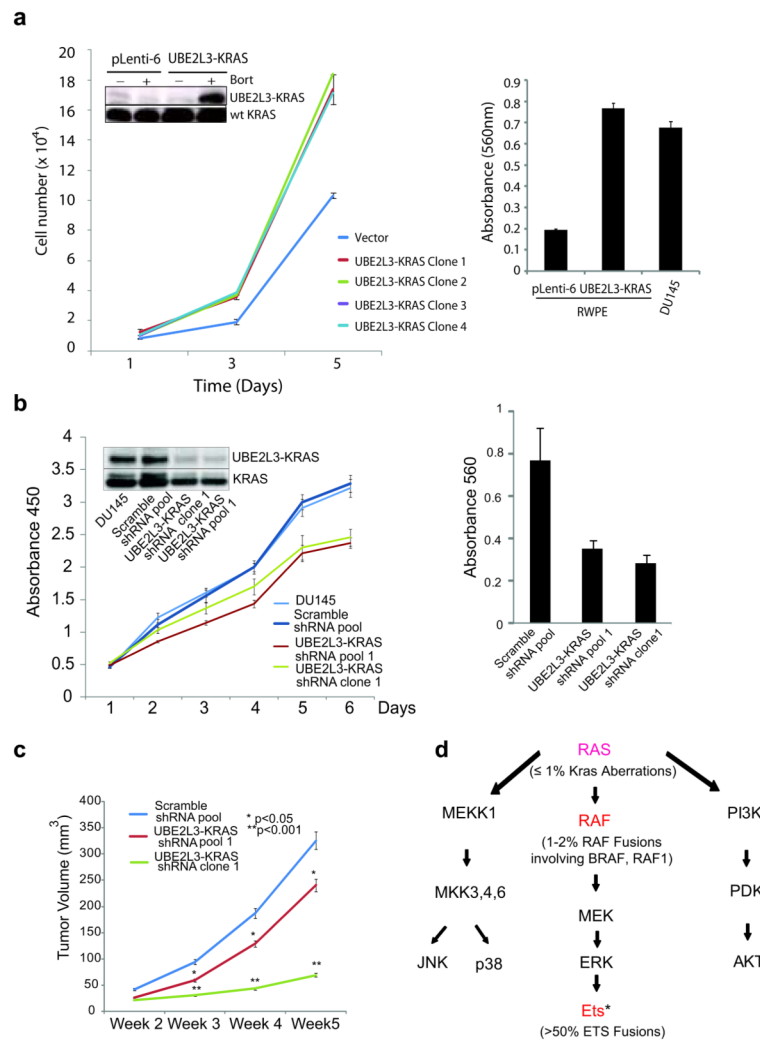 a
pLenti-6 UBE2L3-KRAS
– + – + Bort
UBE2L3-KRAS
wt KRAS
Cell number (x 10⁴)
20
18
16
14
12
10
8
6
4
2
0
1 3 5
Time (Days)
Vector
UBE2L3-KRAS Clone 1
UBE2L3-KRAS Clone 2
UBE2L3-KRAS Clone 3
UBE2L3-KRAS Clone 4
Absorbance (560nm)
0.9
0.8
0.7
0.6
0.5
0.4
0.3
0.2
0.2
0
pLenti-6 UBE2L3-KRAS
RWPE
DU145
b
UBE2L3-KRAS
KRAS
DU145
Scramble
shRNA pool
UBE2L3-KRAS
shRNA clone 1
UBE2L3-KRAS
shRNA pool 1
Absorbance 450
4
3.5
3
2.5
2
1.5
1
0.5
0
1 2 3 4 5 6 Days
DU145
Scramble
shRNA pool
UBE2L3-KRAS
shRNA pool 1
UBE2L3-KRAS
shRNA clone 1
Absorbance 560
1
0.8
0.6
0.4
0.2
0
Scramble
shRNA pool
UBE2L3-KRAS
shRNA pool 1
UBE2L3-KRAS
shRNA clone1
c
Tumor Volume (mm³)
400
350
300
250
200
150
100
50
0
Scramble
shRNA pool
UBE2L3-KRAS
shRNA pool 1
UBE2L3-KRAS
shRNA clone 1
* p<0.05
**p<0.001
*
*
*
**
**
**
Week 2 Week 3 Week 4 Week5
d
RAS
(≤ 1% Kras Aberrations)
MEKK1
RAF
PI3K
(1-2% RAF Fusions
involving BRAF, RAF1)
MKK3,4,6
MEK
PDK
JNK p38
ERK
AKT
Ets*
(>50% ETS Fusions)